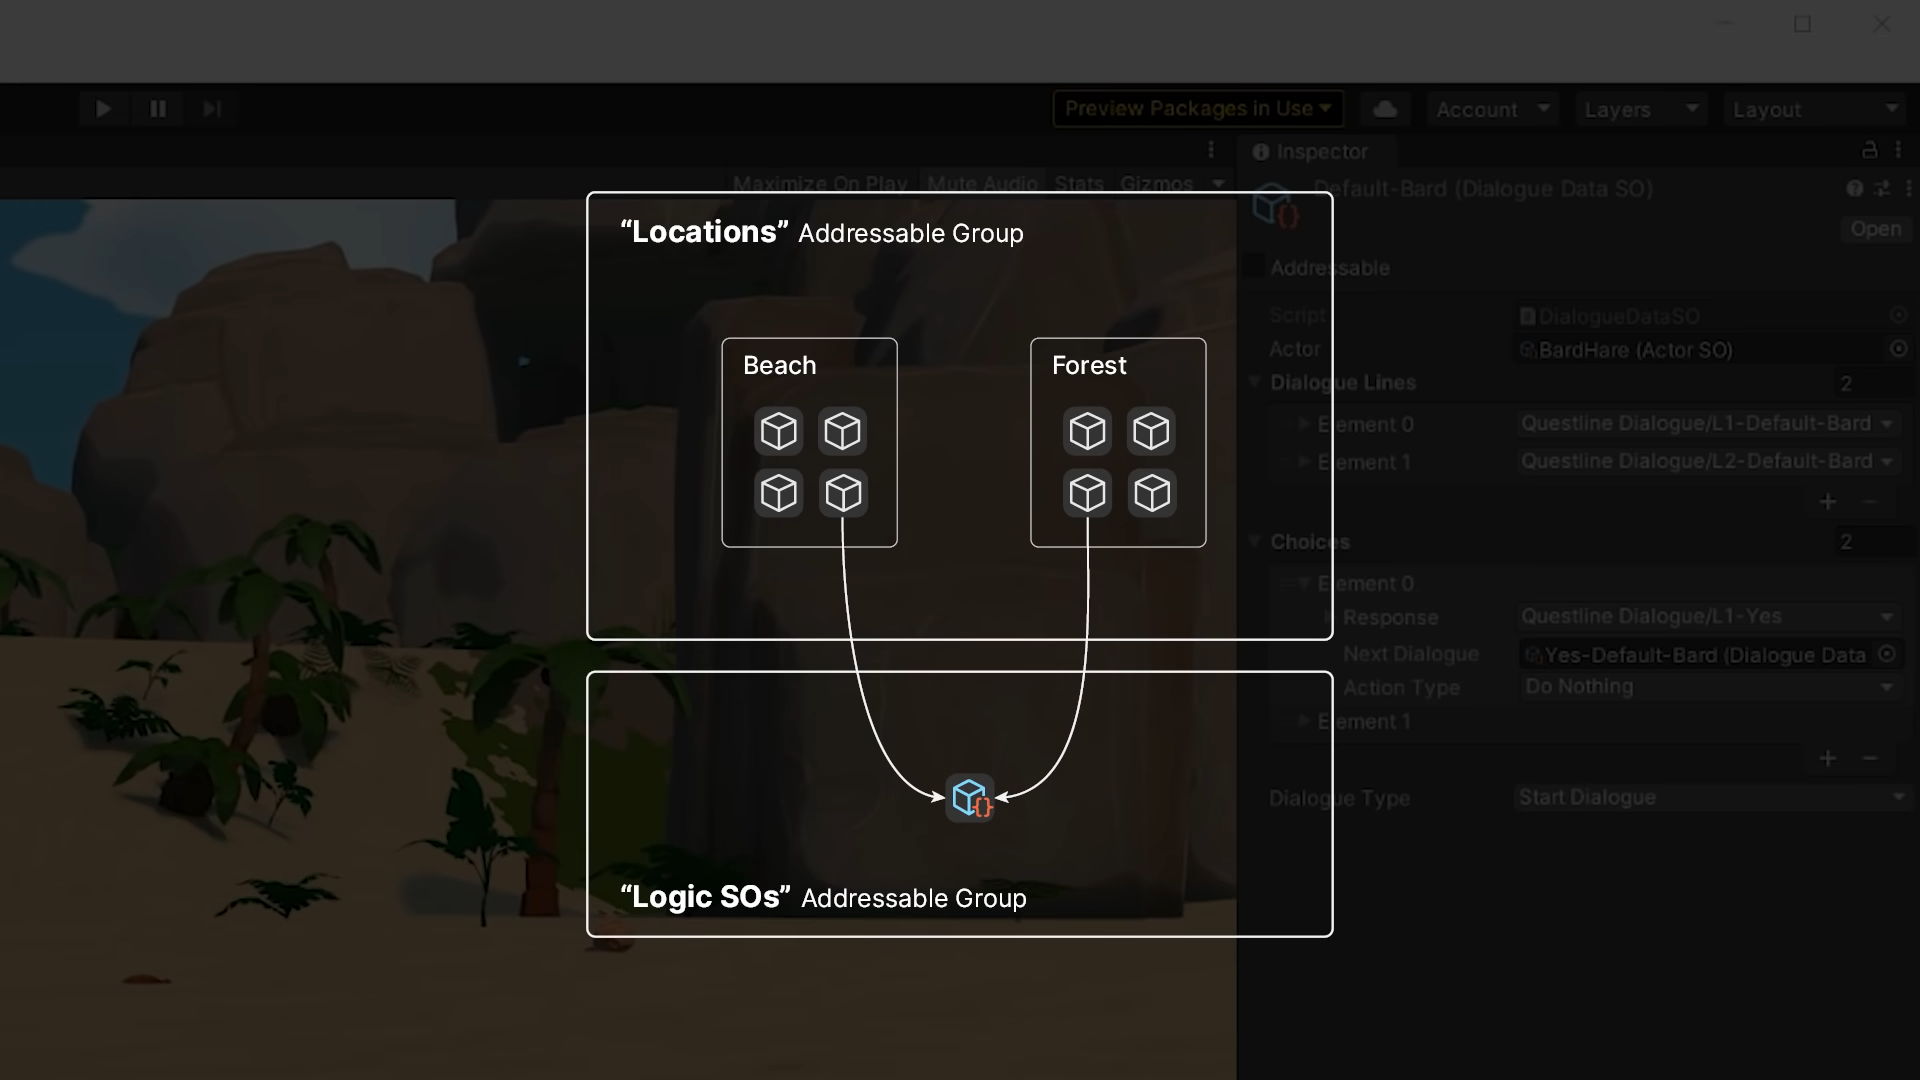 Preview Packages in Use
Account
Layers
Layout
Inspector
Maximize On Play
Mute Audio
Stats
Gizmos
Default-Bard (Dialogue Data SO)
Open
“Locations” Addressable Group
Addressable
Script
DialogueDataSO
Actor
BardHare (Actor SO)
Beach
Forest
Dialogue Lines
2
Element 0
Questline Dialogue/L1-Default-Bard
Element 1
Questline Dialogue/L2-Default-Bard
Choices
2
Element 0
Response
Questline Dialogue/L1-Yes
Next Dialogue
Yes-Default-Bard (Dialogue Data
Action Type
Do Nothing
Element 1
Dialogue Type
Start Dialogue
“Logic SOs” Addressable Group